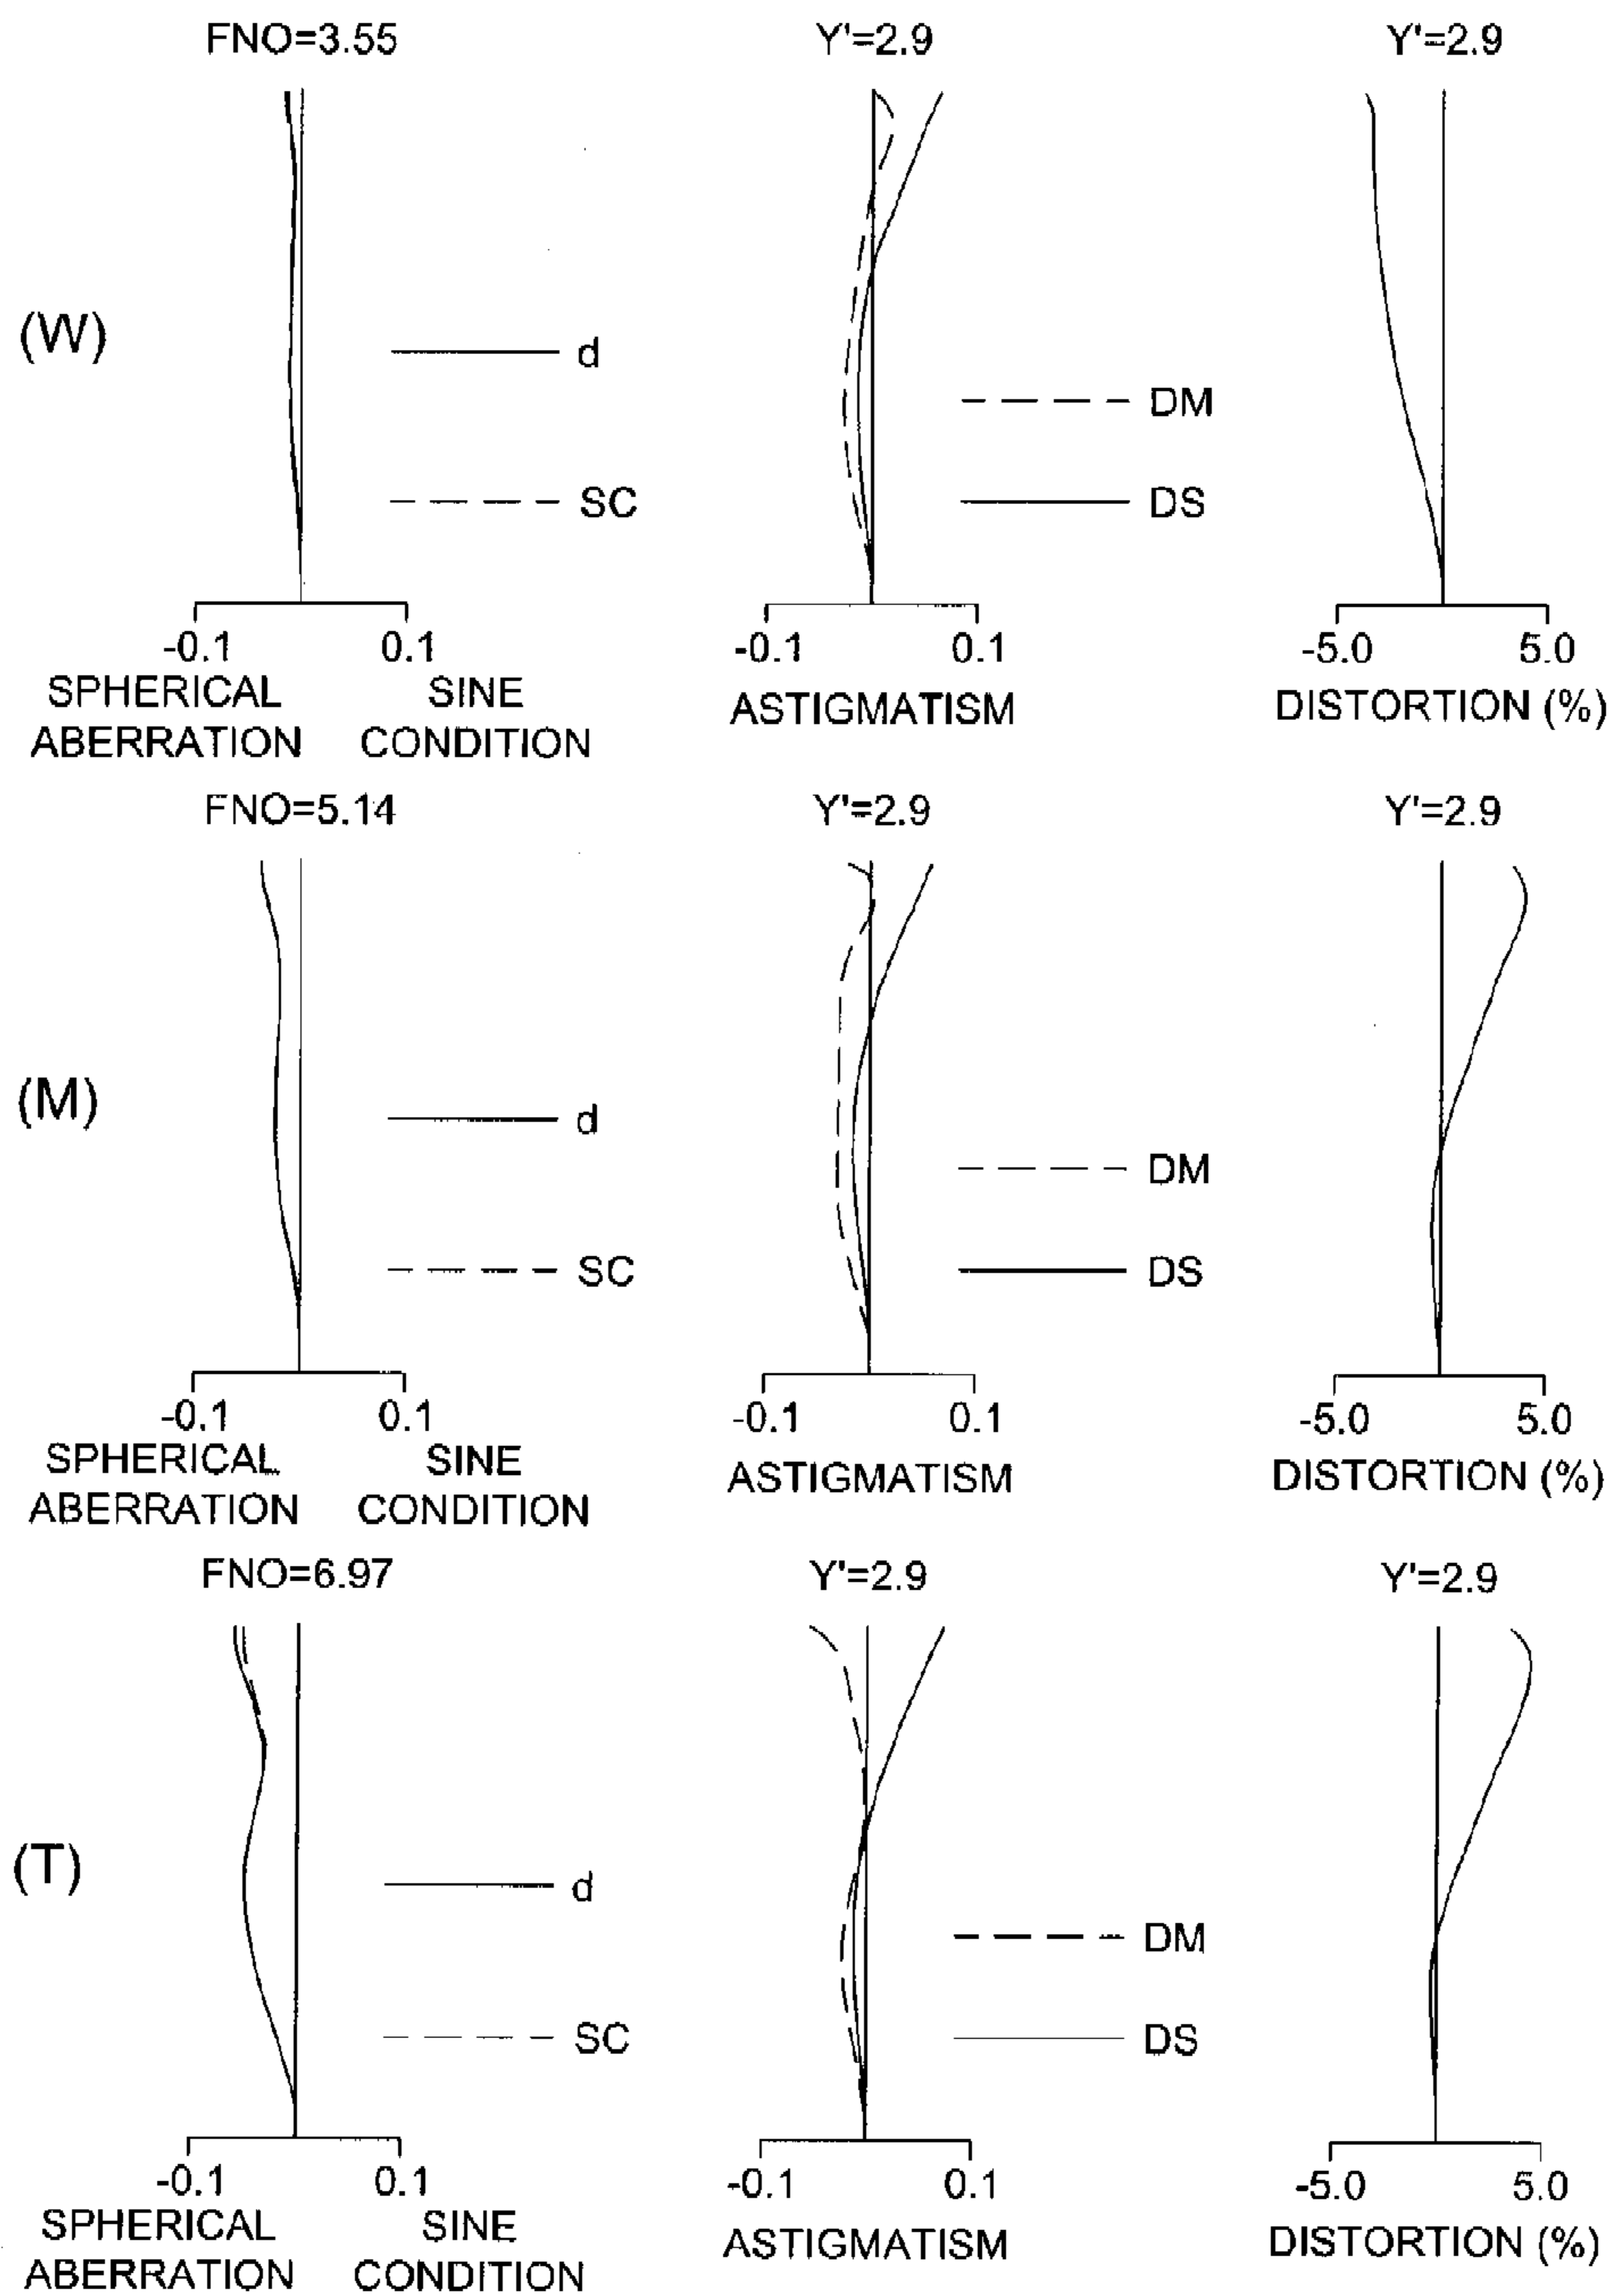 FNO=3.55 Y'=2.9 Y'=2.9
(W)
d
DM
SC DS
-0.1 0.1 -0.1 0.1 -5.0 5.0
SPHERICAL ABERRATION SINE CONDITION ASTIGMATISM DISTORTION (%)
FNO=5.14 Y'=2.9 Y'=2.9
(M)
d
DM
SC DS
-0.1 0.1 -0.1 0.1 -5.0 5.0
SPHERICAL ABERRATION SINE CONDITION ASTIGMATISM DISTORTION (%)
FNO=6.97 Y'=2.9 Y'=2.9
(T)
d
DM
SC DS
-0.1 0.1 -0.1 0.1 -5.0 5.0
SPHERICAL ABERRATION SINE CONDITION ASTIGMATISM DISTORTION (%)